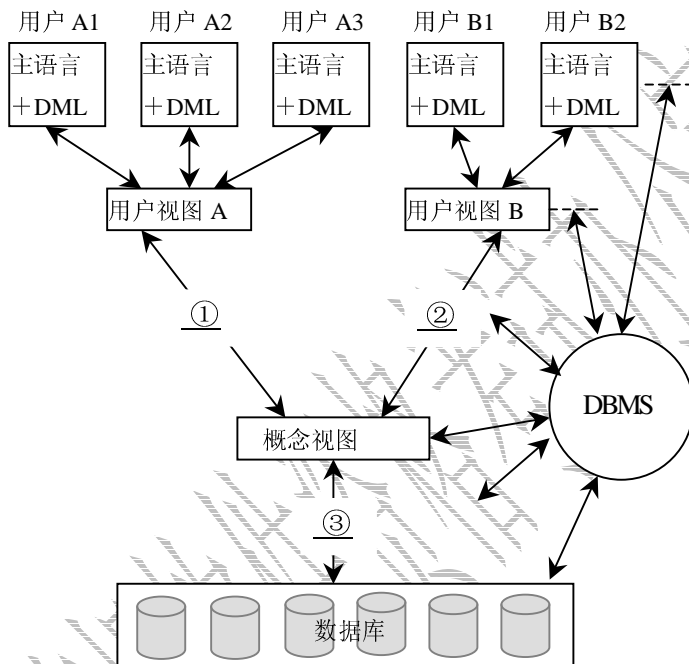 用户 A1
用户 A2
用户 A3
用户 B1
用户 B2
主语言
+DML
主语言
+DML
主语言
+DML
主语言
+DML
主语言
+DML
用户视图 A
用户视图 B
①
②
DBMS
概念视图
③
数据库